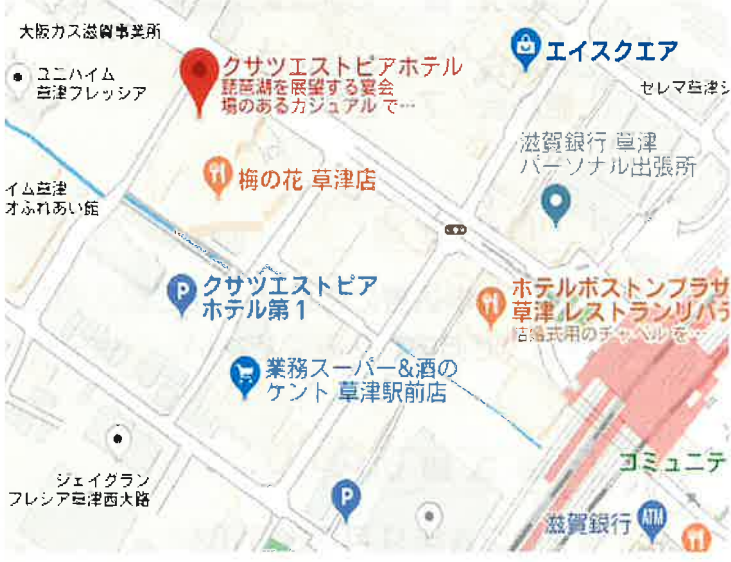 大阪ガス滋賀事業所
ユニハイム
草津フレッシア
クサツエストピアホテル
琵琶湖を展望する宴会
場のあるカジュアルで…
エイスクエア
セレマ草津シ
滋賀銀行 草津
パーソナル出張所
梅の花 草津店
イム草津
オふれあい館
P
クサツエストピア
ホテル第1
ホテルボストンプラザ
草津 レストランリバラ
結婚式用のチャペルを…
業務スーパー&酒の
ケント 草津駅前店
ジェイグラン
フレシア草津西大路
コミュニテ
P
滋賀銀行
ATM